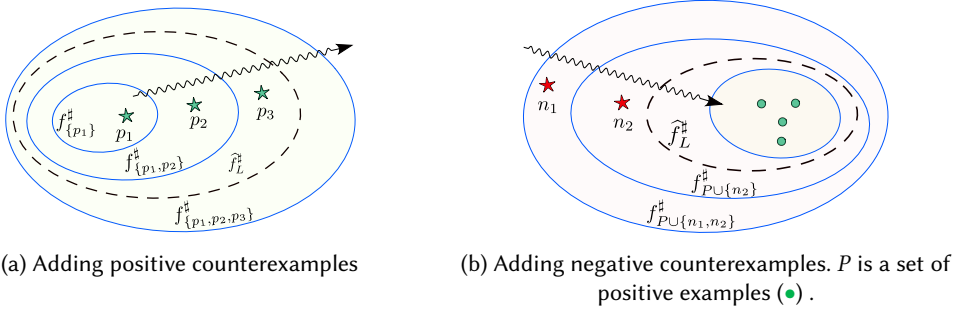 f♯{p₁}
p₁
p₂
p₃
f♯{p₁,p₂}
f̂♯L
f♯{p₁,p₂,p₃}
(a) Adding positive counterexamples
n₁
n₂
f̂♯L
f♯P∪{n₂}
f♯P∪{n₁,n₂}
(b) Adding negative counterexamples. P is a set of
positive examples (●) .